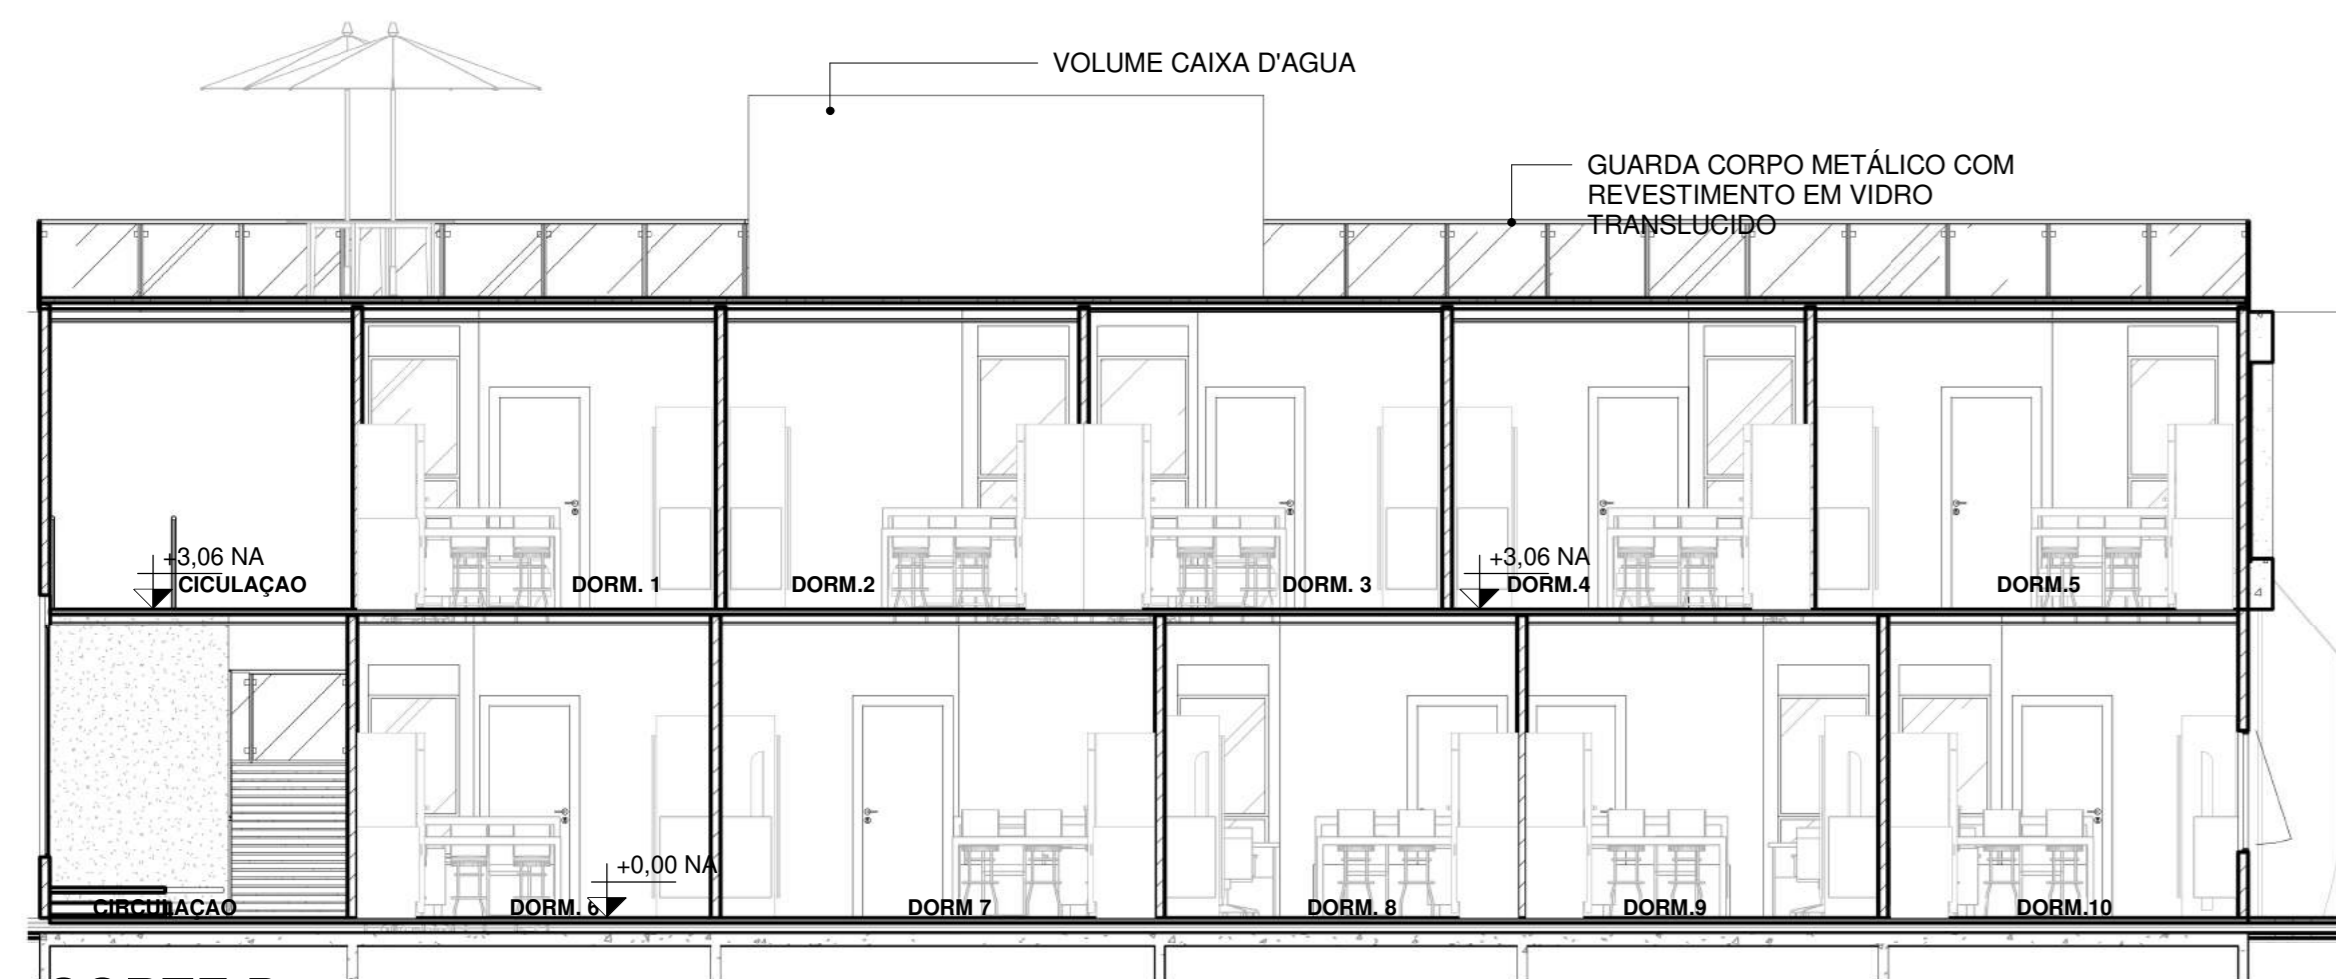 VOLUME CAIXA D'AGUA
GUARDA CORPO METÁLICO COM
REVESTIMENTO EM VIDRO
TRANSLUCIDO
+3,06 NA
CICULAÇAO
DORM. 1
DORM.2
DORM. 3
+3,06 NA
DORM.4
DORM.5
+0,00 NA
CIRCULAÇAO
DORM. 6
DORM 7
DORM. 8
DORM.9
DORM.10